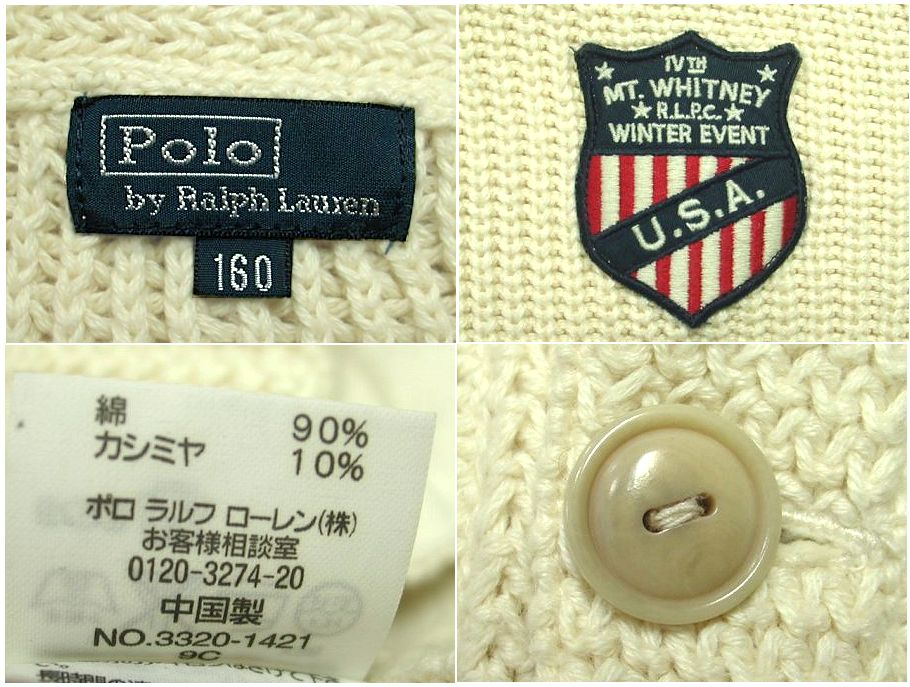 Polo
by Ralph Lauren
160
IVTH
MT. WHITNEY
R.L.P.C.
WINTER EVENT
U.S.A.
綿 90%
カシミヤ 10%
ポロ ラルフ ローレン(株)
お客様相談室
0120-3274-20
中国製
NO.3320-1421
9C